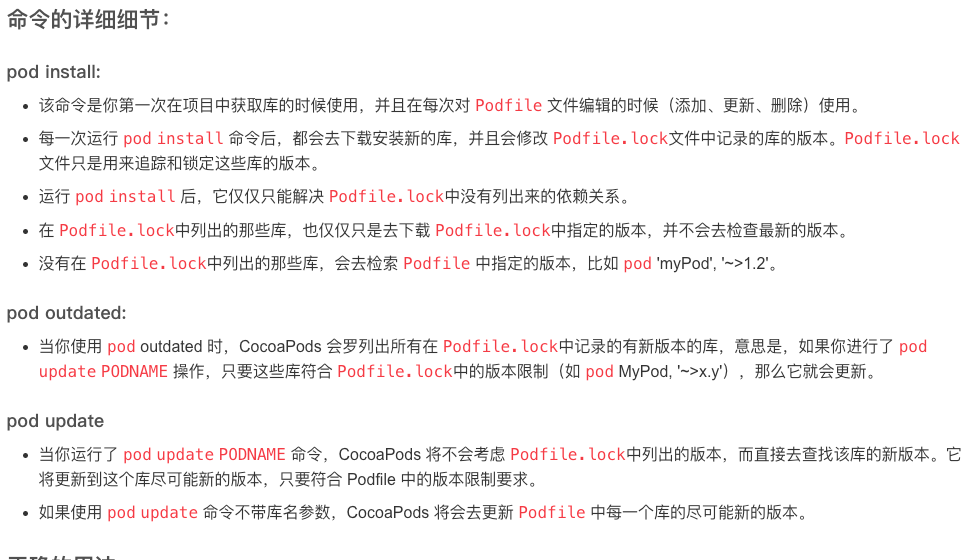 命令的详细细节：
pod install:
• 该命令是你第一次在项目中获取库的时候使用，并且在每次对 Podfile 文件编辑的时候（添加、更新、删除）使用。
• 每一次运行 pod install 命令后，都会去下载安装新的库，并且会修改 Podfile.lock文件中记录的库的版本。Podfile.lock
文件只是用来追踪和锁定这些库的版本。
• 运行 pod install 后，它仅仅只能解决 Podfile.lock中没有列出来的依赖关系。
• 在 Podfile.lock中列出的那些库，也仅仅只是去下载 Podfile.lock中指定的版本，并不会去检查最新的版本。
• 没有在 Podfile.lock中列出的那些库，会去检索 Podfile 中指定的版本，比如 pod 'myPod', '~>1.2'。
pod outdated:
• 当你使用 pod outdated 时，CocoaPods 会罗列出所有在 Podfile.lock中记录的有新版本的库，意思是，如果你进行了 pod
update PODNAME 操作，只要这些库符合 Podfile.lock中的版本限制（如 pod MyPod, '~>x.y'），那么它就会更新。
pod update
• 当你运行了 pod update PODNAME 命令，CocoaPods 将不会考虑 Podfile.lock中列出的版本，而直接去查找该库的新版本。它
将更新到这个库尽可能新的版本，只要符合 Podfile 中的版本限制要求。
• 如果使用 pod update 命令不带库名参数，CocoaPods 将会去更新 Podfile 中每一个库的尽可能新的版本。